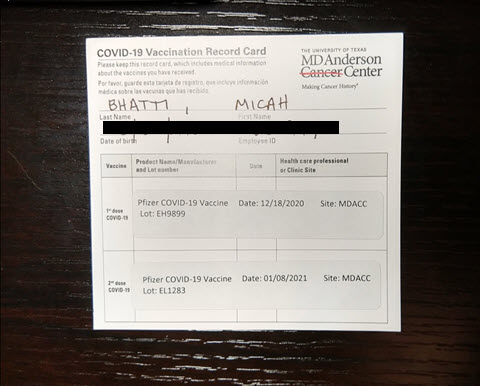 COVID-19 Vaccination Record Card
Please keep this record card, which includes medical information
about the vaccines you have received.
Por favor, guarde esta tarjeta de registro, que incluye información
médica sobre las vacunas que has recibido.
THE UNIVERSITY OF TEXAS
MD Anderson
Cancer Center
Making Cancer History®
BHATTI, MICAH
Last Name First Name
Date of birth Employee ID
Vaccine Product Name/Manufacturer and Lot number Date Health care professional or Clinic Site
1st dose COVID-19 Pfizer COVID-19 Vaccine Date: 12/18/2020 Site: MDACC
Lot: EH9899
2nd dose COVID-19 Pfizer COVID-19 Vaccine Date: 01/08/2021 Site: MDACC
Lot: EL1283